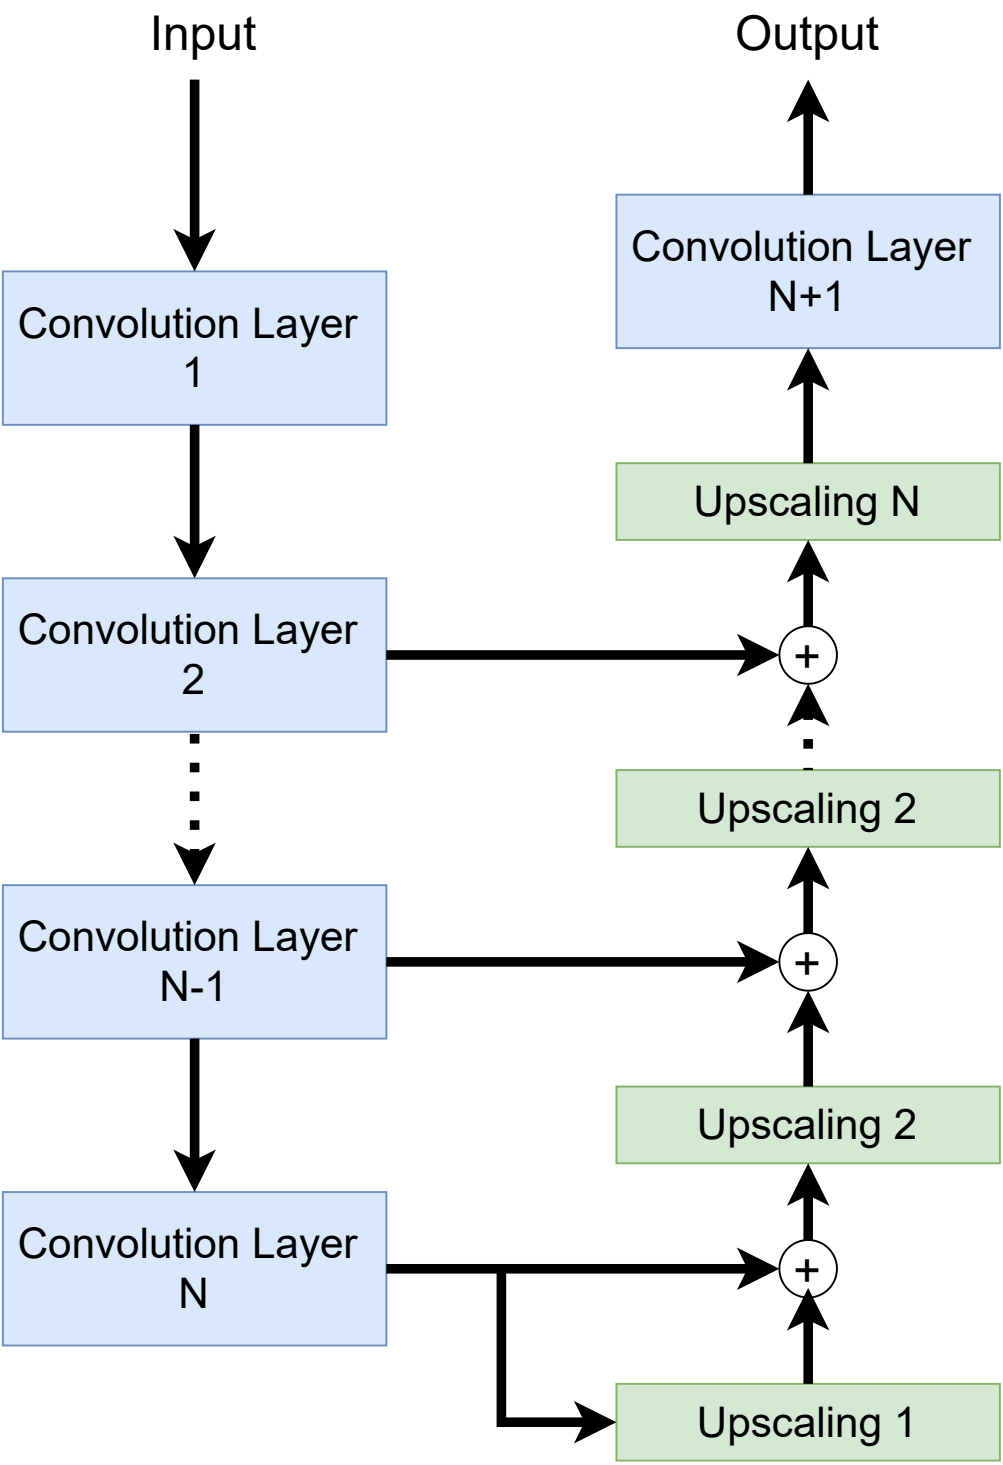 Input
Output
Convolution Layer
N+1
Convolution Layer
1
Upscaling N
Convolution Layer
2
+
Upscaling 2
Convolution Layer
N-1
+
Upscaling 2
Convolution Layer
N
+
Upscaling 1